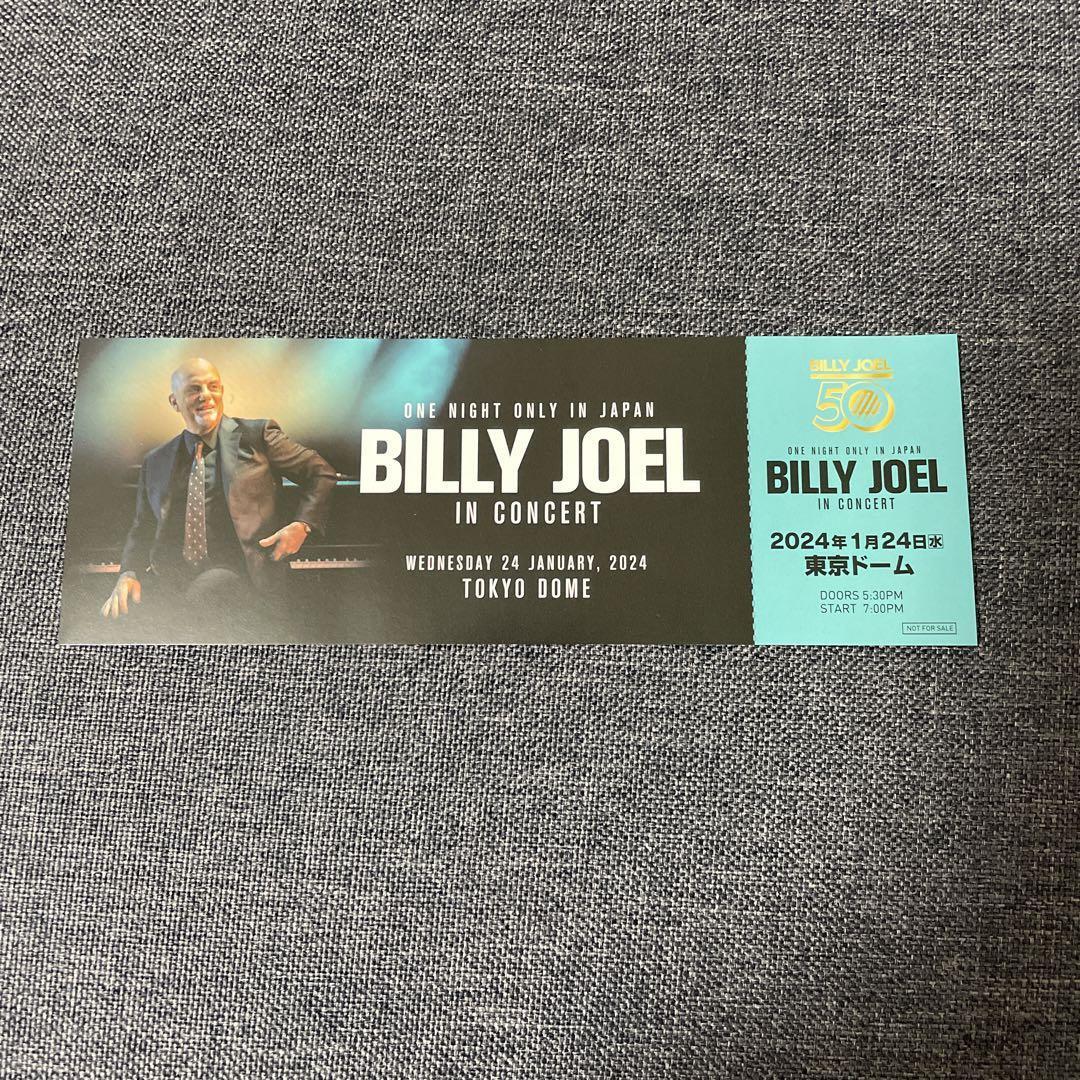 ONE NIGHT ONLY IN JAPAN
BILLY JOEL
IN CONCERT
WEDNESDAY 24 JANUARY, 2024
TOKYO DOME
BILLY JOEL
50
ONE NIGHT ONLY IN JAPAN
BILLY JOEL
IN CONCERT
2024年1月24日水
東京ドーム
DOORS 5:30PM
START 7:00PM
NOT FOR SALE